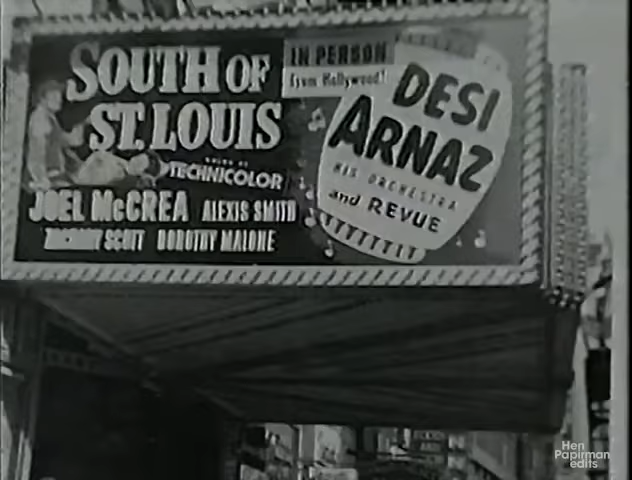 SOUTH OF
ST. LOUIS
TECHNICOLOR
JOEL McCREA ALEXIS SMITH
ZACHARY SCOTT DOROTHY MALONE
IN PERSON
from Hollywood!
DESI
ARNAZ
HIS ORCHESTRA
and REVUE
Hen
Papirman
edits